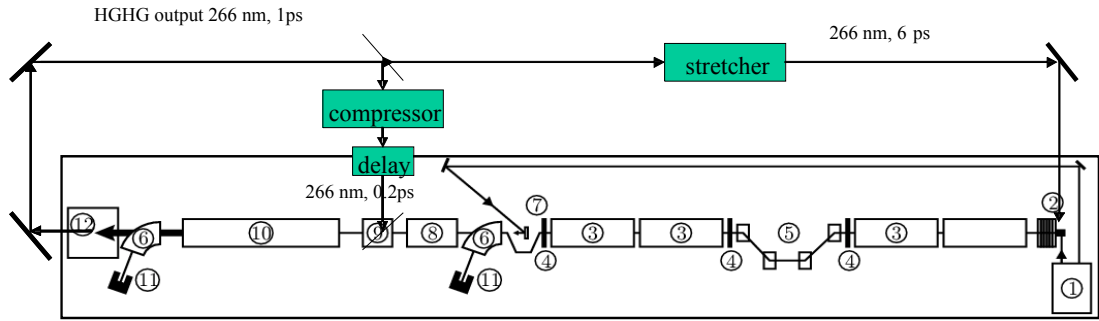 HGHG output 266 nm, 1ps
266 nm, 6 ps
stretcher
compressor
delay
266 nm, 0.2ps
⑫ ⑥ ⑩ ⑨ ⑧ ⑥ ⑦ ③ ③ ⑤ ③ ②
④ ④ ④
⑪ ⑪ ①